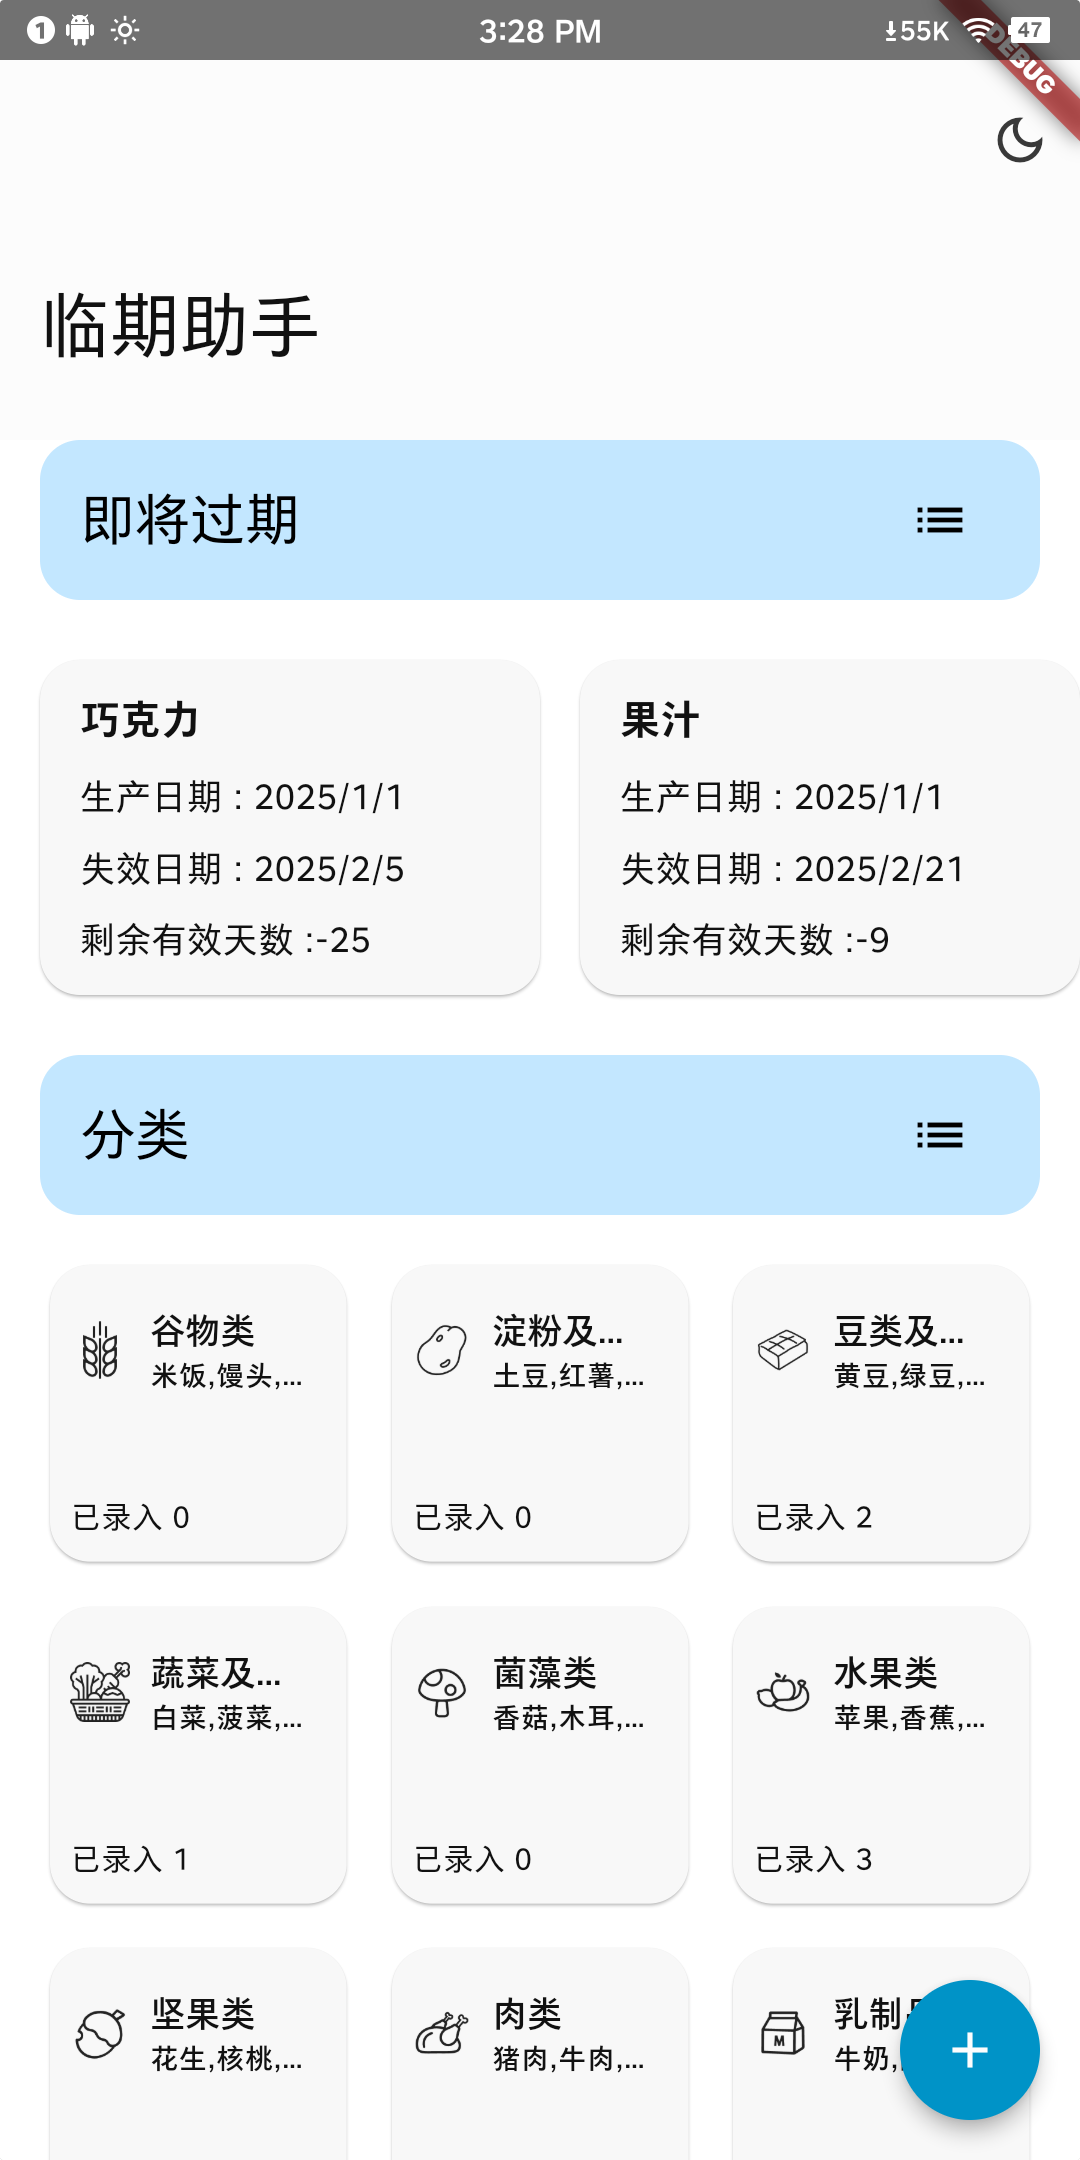 1 3:28 PM 55K 47
DEBUG
临期助手
即将过期
巧克力
生产日期 : 2025/1/1
失效日期 : 2025/2/5
剩余有效天数 :-25
果汁
生产日期 : 2025/1/1
失效日期 : 2025/2/21
剩余有效天数 :-9
分类
谷物类
米饭,馒头,...
已录入 0
淀粉及...
土豆,红薯,...
已录入 0
豆类及...
黄豆,绿豆,...
已录入 2
蔬菜及...
白菜,菠菜,...
已录入 1
菌藻类
香菇,木耳,...
已录入 0
水果类
苹果,香蕉,...
已录入 3
坚果类
花生,核桃,...
肉类
猪肉,牛肉,...
M
乳制
牛奶,